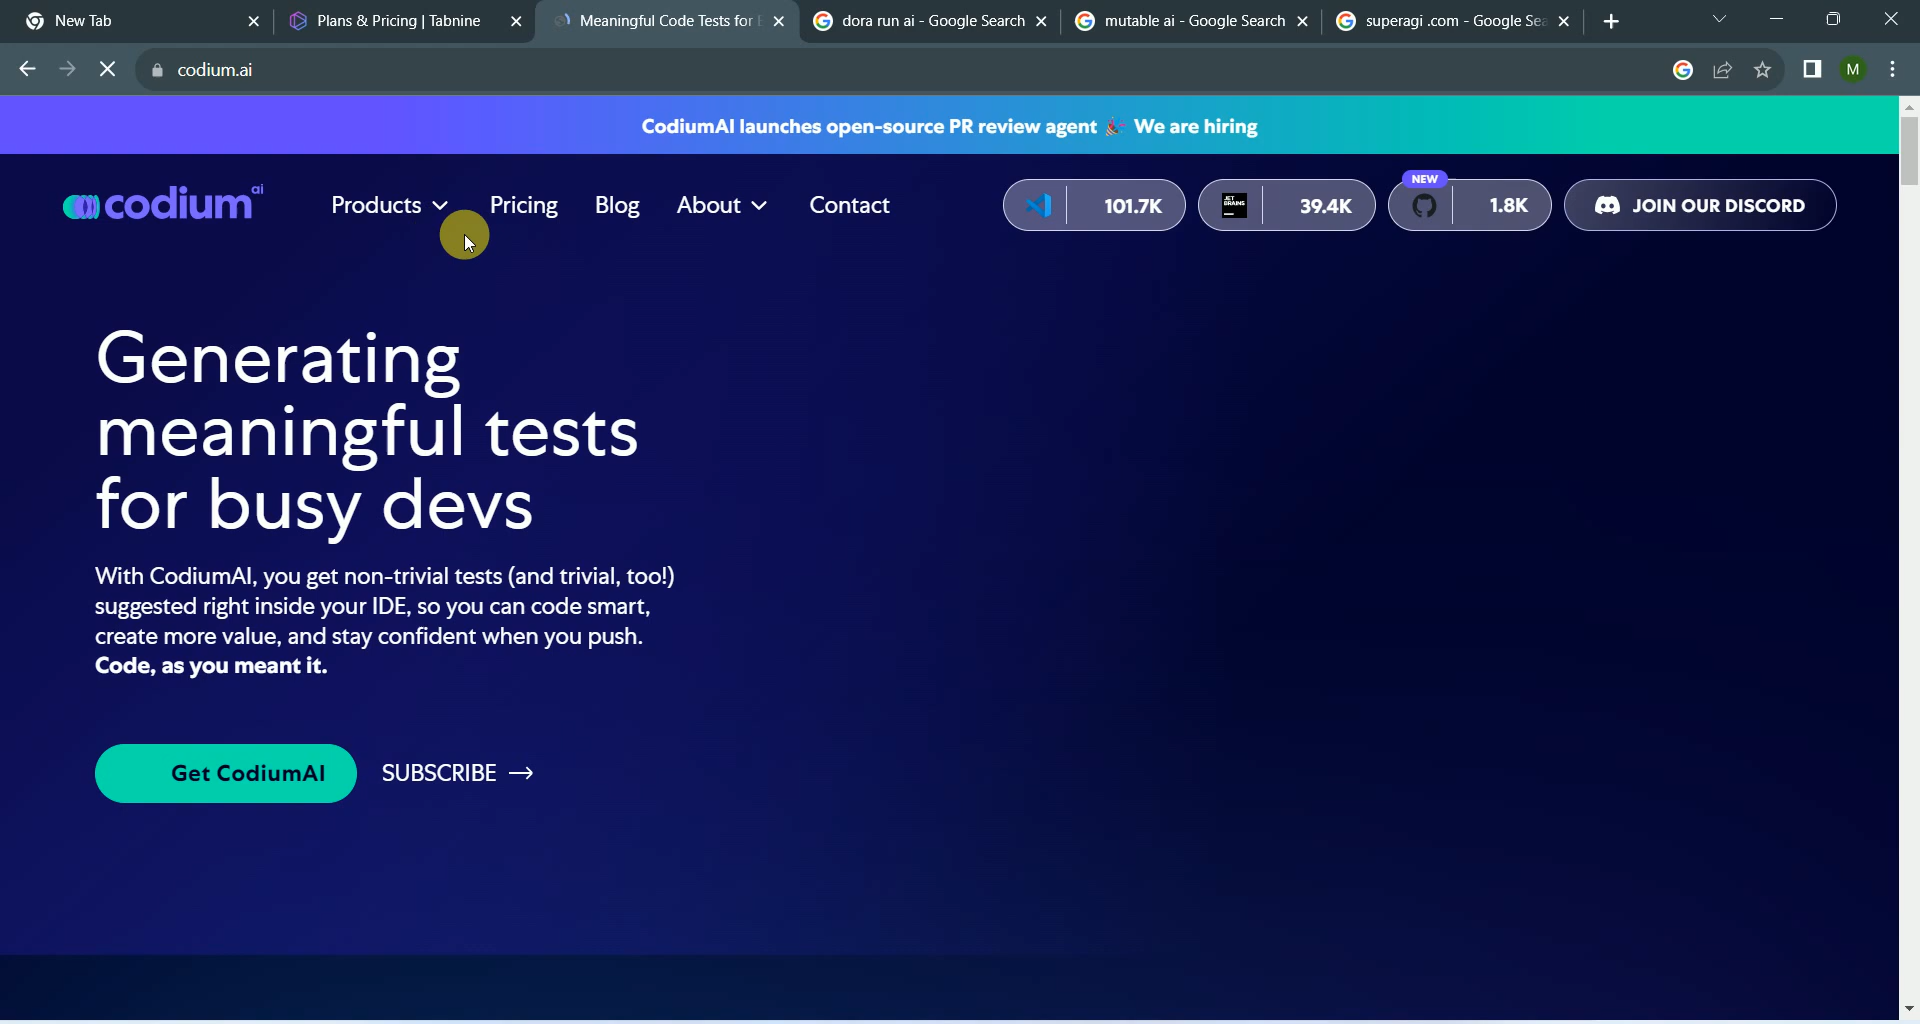 New Tab
Plans & Pricing | Tabnine
Meaningful Code Tests for
dora run ai - Google Search
mutable ai - Google Search
superagi .com - Google Se
codium.ai
M
CodiumAI launches open-source PR review agent 🎉 We are hiring
codium ai
Products
Pricing
Blog
About
Contact
101.7K
JET BRAINS
39.4K
NEW
1.8K
JOIN OUR DISCORD
Generating
meaningful tests
for busy devs
With CodiumAI, you get non-trivial tests (and trivial, too!)
suggested right inside your IDE, so you can code smart,
create more value, and stay confident when you push.
Code, as you meant it.
Get CodiumAI
SUBSCRIBE →